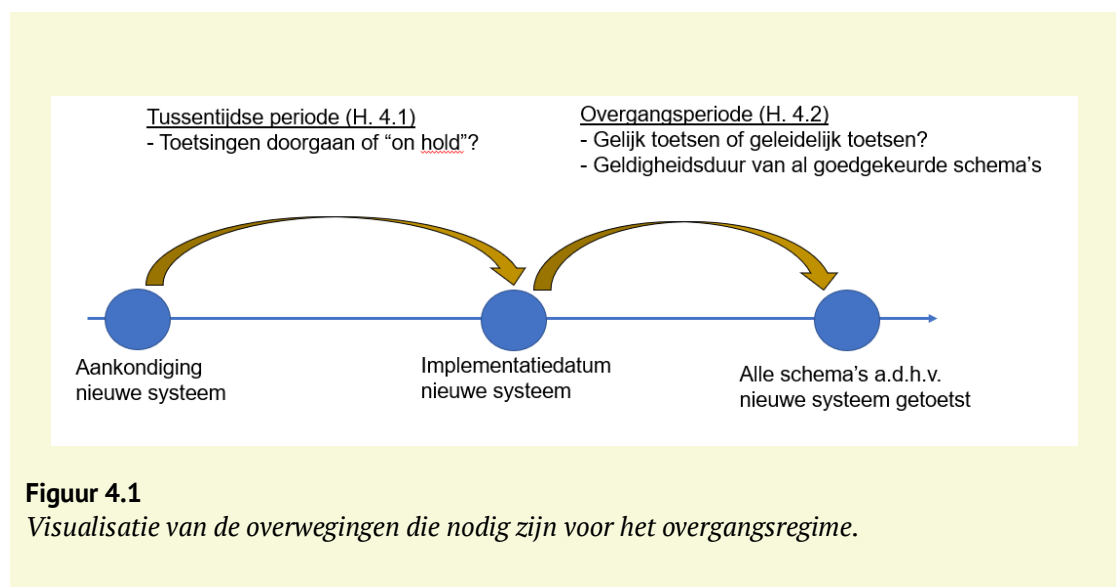 Tussentijdse periode (H. 4.1)
- Toetsingen doorgaan of “on hold”?
Overgangsperiode (H. 4.2)
- Gelijk toetsen of geleidelijk toetsen?
- Geldigheidsduur van al goedgekeurde schema’s
Aankondiging
nieuwe systeem
Implementatiedatum
nieuwe systeem
Alle schema’s a.d.h.v.
nieuwe systeem getoetst
Figuur 4.1
Visualisatie van de overwegingen die nodig zijn voor het overgangsregime.